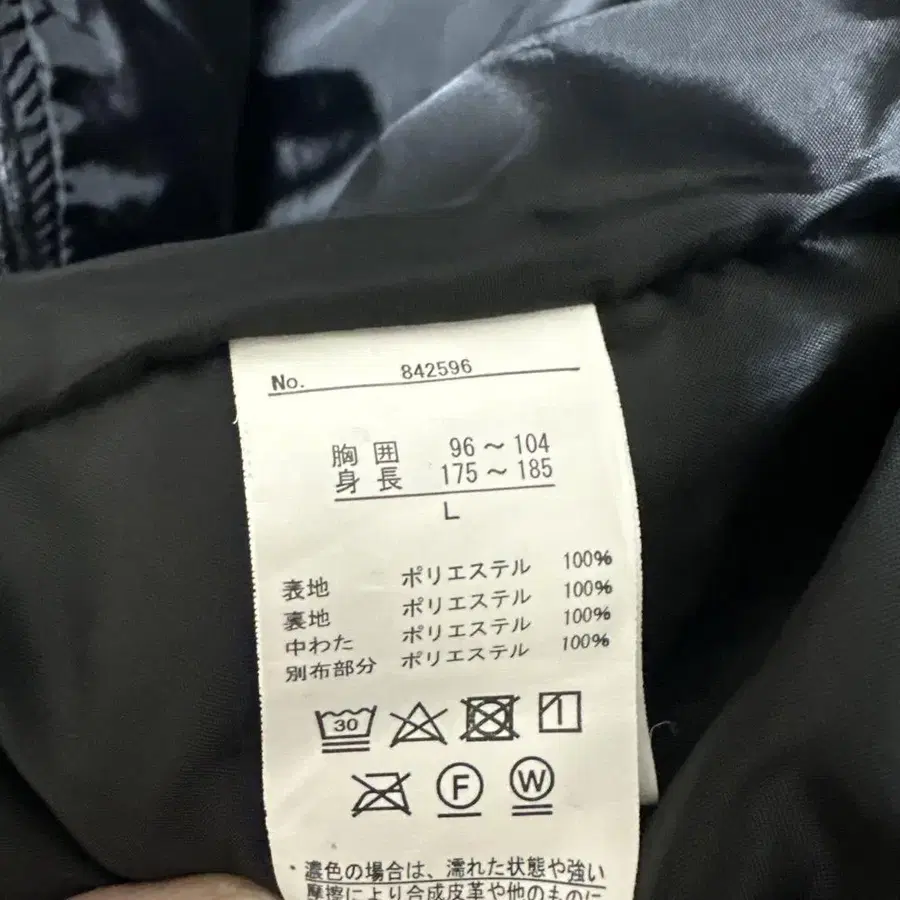 No. 842596
胸囲 96～104
身長 175～185
L
表地 ポリエステル 100%
裏地 ポリエステル 100%
中わた ポリエステル 100%
別布部分 ポリエステル 100%
30
F W
・濃色の場合は、濡れた状態や強い
摩擦により合成皮革や他のものに